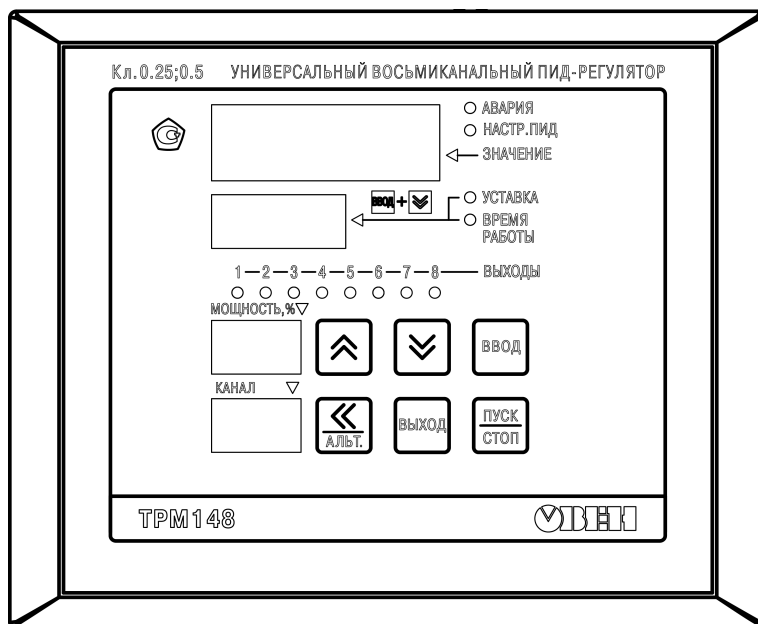 Кл.0.25;0.5 УНИВЕРСАЛЬНЫЙ ВОСЬМИКАНАЛЬНЫЙ ПИД-РЕГУЛЯТОР
АВАРИЯ
НАСТР.ПИД
ЗНАЧЕНИЕ
ВВОД + УСТАВКА
ВРЕМЯ
РАБОТЫ
1—2—3—4—5—6—7—8— ВЫХОДЫ
МОЩНОСТЬ,%
ВВОД
КАНАЛ
АЛЬТ.
ВЫХОД
ПУСК
СТОП
ТРМ148
ОВЕН